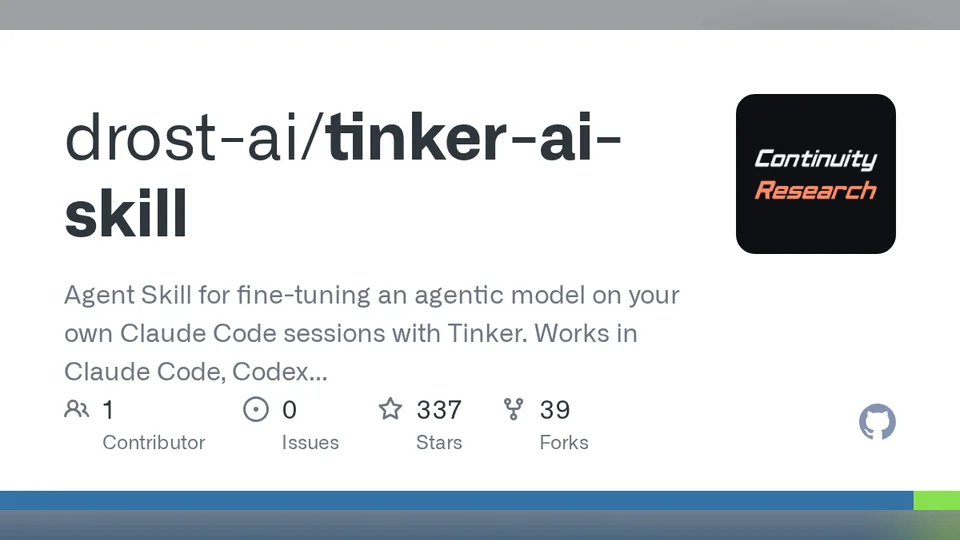 drost-ai/tinker-ai-
skill
Continuity
Research
Agent Skill for fine-tuning an agentic model on your
own Claude Code sessions with Tinker. Works in
Claude Code, Codex...
1
Contributor
0
Issues
337
Stars
39
Forks